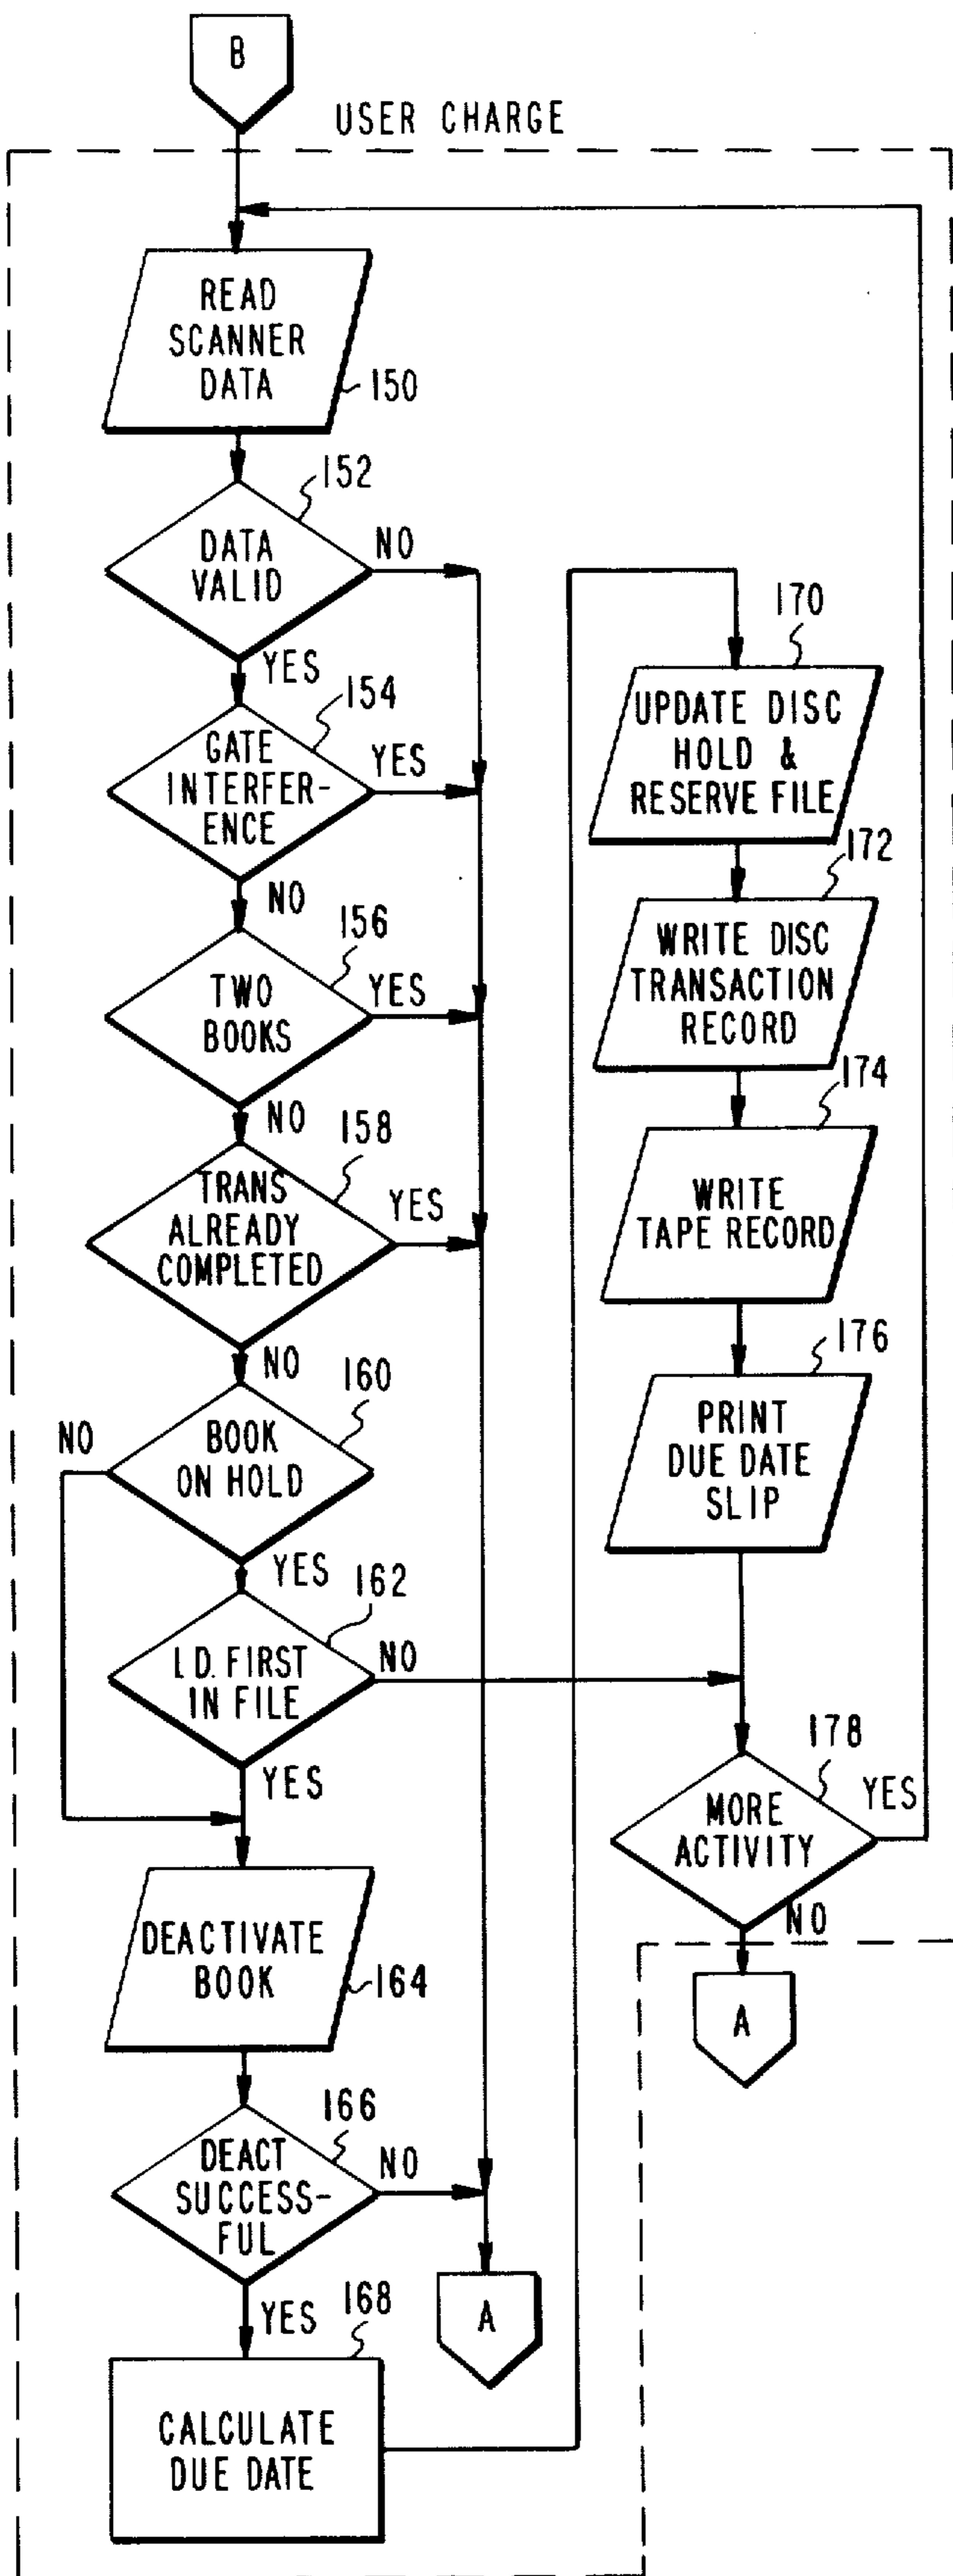 B
USER CHARGE
READ
SCANNER
DATA
150
152
DATA
VALID
NO
YES
154
GATE
INTERFER-
ENCE
YES
NO
156
TWO
BOOKS
YES
NO
158
TRANS
ALREADY
COMPLETED
YES
NO
160
BOOK
ON HOLD
NO
YES
162
I.D. FIRST
IN FILE
NO
YES
DEACTIVATE
BOOK
164
166
DEACT
SUCCESS-
FUL
NO
YES
A
168
CALCULATE
DUE DATE
170
UPDATE DISC
HOLD &
RESERVE FILE
172
WRITE DISC
TRANSACTION
RECORD
174
WRITE
TAPE RECORD
176
PRINT
DUE DATE
SLIP
178
MORE
ACTIVITY
YES
NO
A